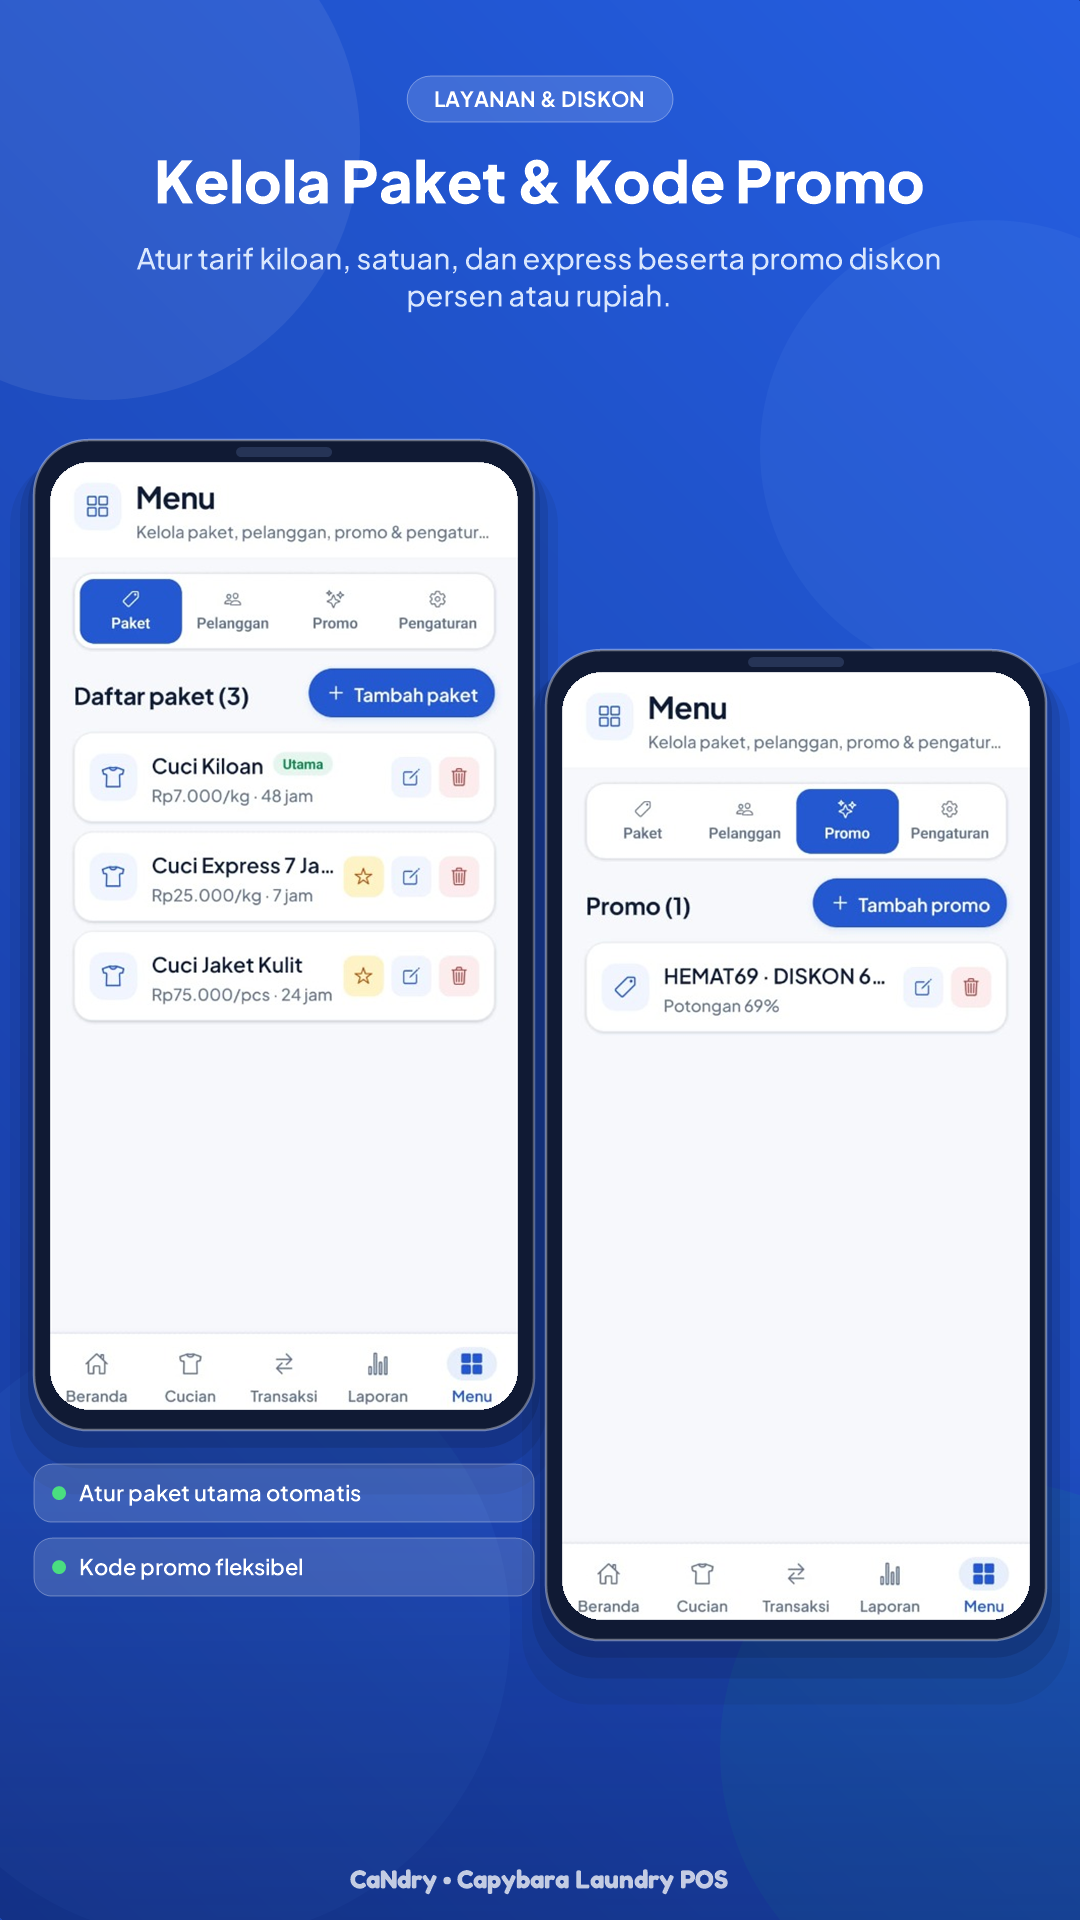 LAYANAN & DISKON
Kelola Paket & Kode Promo
Atur tarif kiloan, satuan, dan express beserta promo diskon
persen atau rupiah.
Menu
Kelola paket, pelanggan, promo & pengatur...
Paket
Pelanggan
Promo
Pengaturan
Daftar paket (3)
+ Tambah paket
Cuci Kiloan
Utama
Rp7.000/kg · 48 jam
Cuci Express 7 Ja...
Rp25.000/kg · 7 jam
Cuci Jaket Kulit
Rp75.000/pcs · 24 jam
Beranda
Cucian
Transaksi
Laporan
Menu
Atur paket utama otomatis
Kode promo fleksibel
Menu
Kelola paket, pelanggan, promo & pengatur...
Paket
Pelanggan
Promo
Pengaturan
Promo (1)
+ Tambah promo
HEMAT69 · DISKON 6...
Potongan 69%
Beranda
Cucian
Transaksi
Laporan
Menu
CaNdry • Capybara Laundry POS